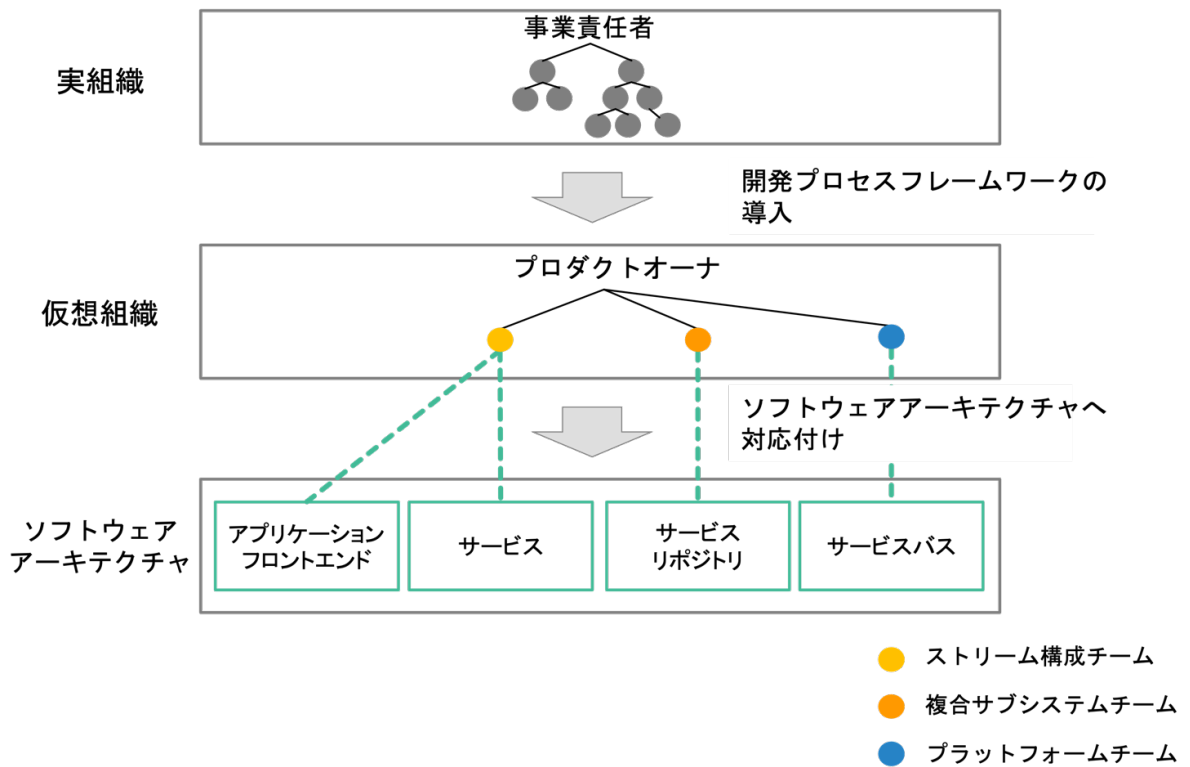 事業責任者
実組織
開発プロセスフレームワークの
導入
プロダクトオーナ
仮想組織
ソフトウェアアーキテクチャへ
対応付け
ソフトウェア
アーキテクチャ
アプリケーション
フロントエンド
サービス
サービス
リポジトリ
サービスバス
ストリーム構成チーム
複合サブシステムチーム
プラットフォームチーム